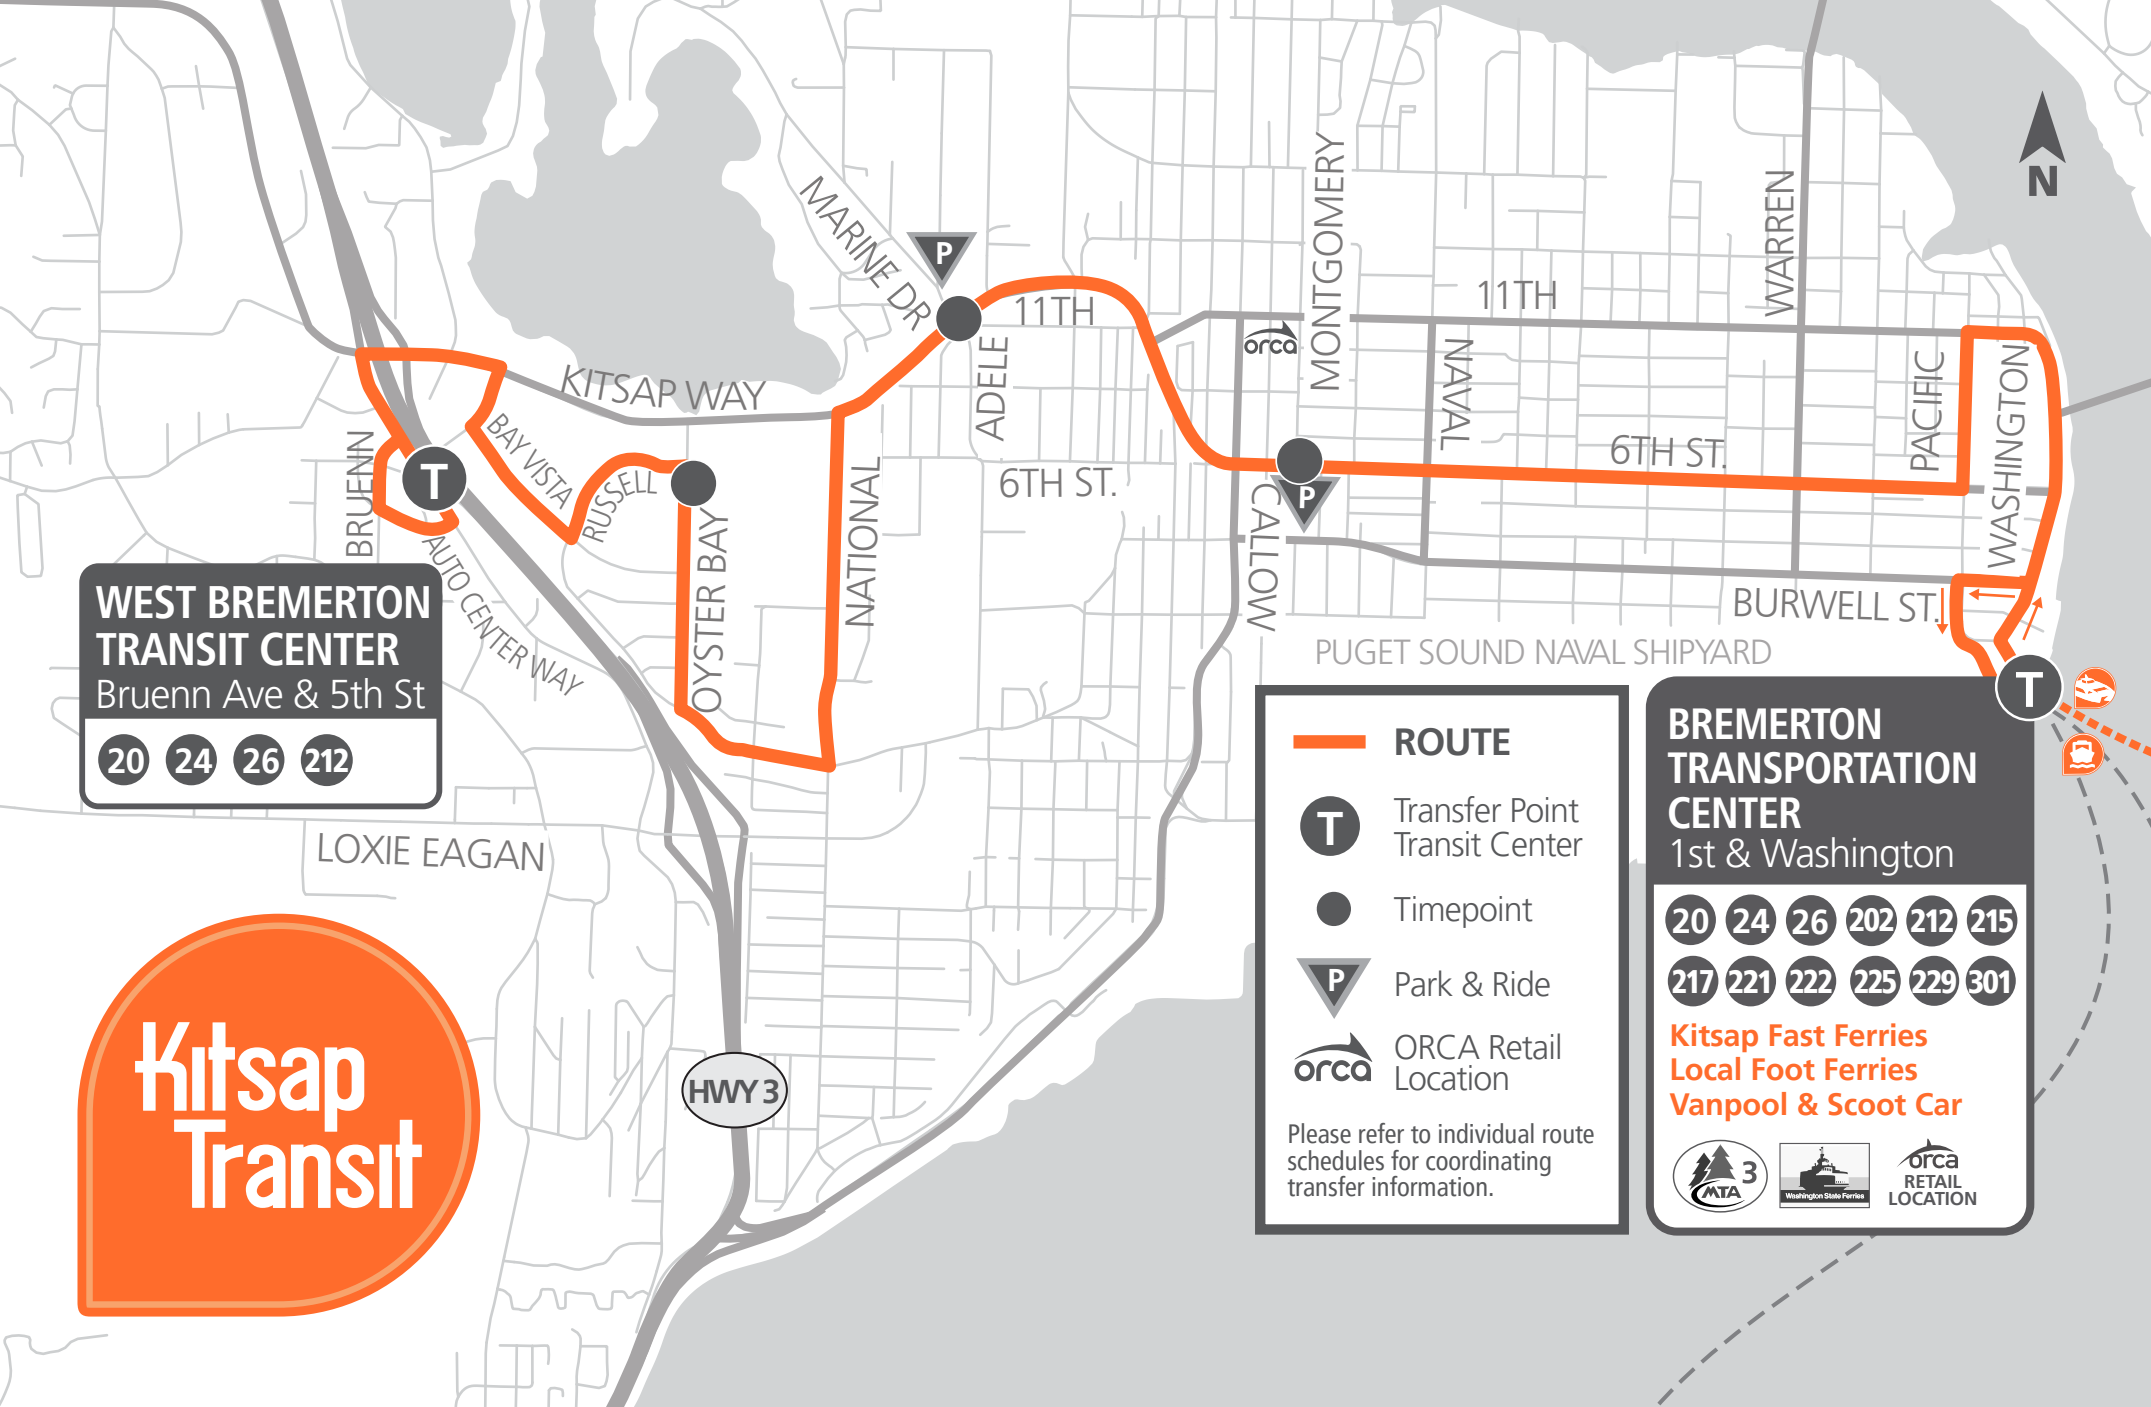 MARINE DR
P
11TH
ADELE
MONTGOMERY
orca
11TH
NAVAL
WARREN
PACIFIC
WASHINGTON
N
KITSAP WAY
BAY VISTA
RUSSELL
BRUENN
T
AUTO CENTER WAY
OYSTER BAY
NATIONAL
6TH ST.
CALLOW
P
6TH ST.
BURWELL ST.
PUGET SOUND NAVAL SHIPYARD
T
WEST BREMERTON
TRANSIT CENTER
Bruenn Ave & 5th St
20 24 26 212
LOXIE EAGAN
HWY 3
Kitsap
Transit
ROUTE
T
Transfer Point
Transit Center
Timepoint
P
Park & Ride
orca
ORCA Retail
Location
Please refer to individual route
schedules for coordinating
transfer information.
BREMERTON
TRANSPORTATION
CENTER
1st & Washington
20 24 26 202 212 215
217 221 222 225 229 301
Kitsap Fast Ferries
Local Foot Ferries
Vanpool & Scoot Car
MTA 3
Washington State Ferries
orca
RETAIL
LOCATION